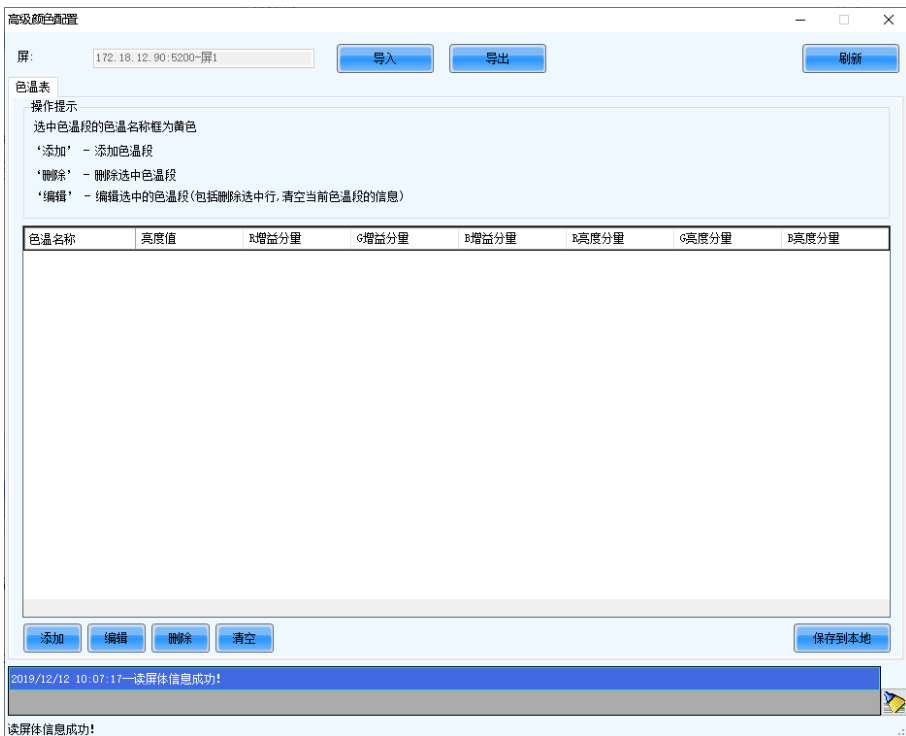 高级颜色配置
屏: 172.18.12.90:5200-屏1 导入 导出 刷新
色温表
操作提示
选中色温段的色温名称框为黄色
‘添加’ - 添加色温段
‘删除’ - 删除选中色温段
‘编辑’ - 编辑选中的色温段(包括删除选中行,清空当前色温段的信息)
色温名称 亮度值 R增益分量 G增益分量 B增益分量 R亮度分量 G亮度分量 B亮度分量
添加 编辑 删除 清空 保存到本地
2019/12/12 10:07:17—读屏体信息成功!
读屏体信息成功!